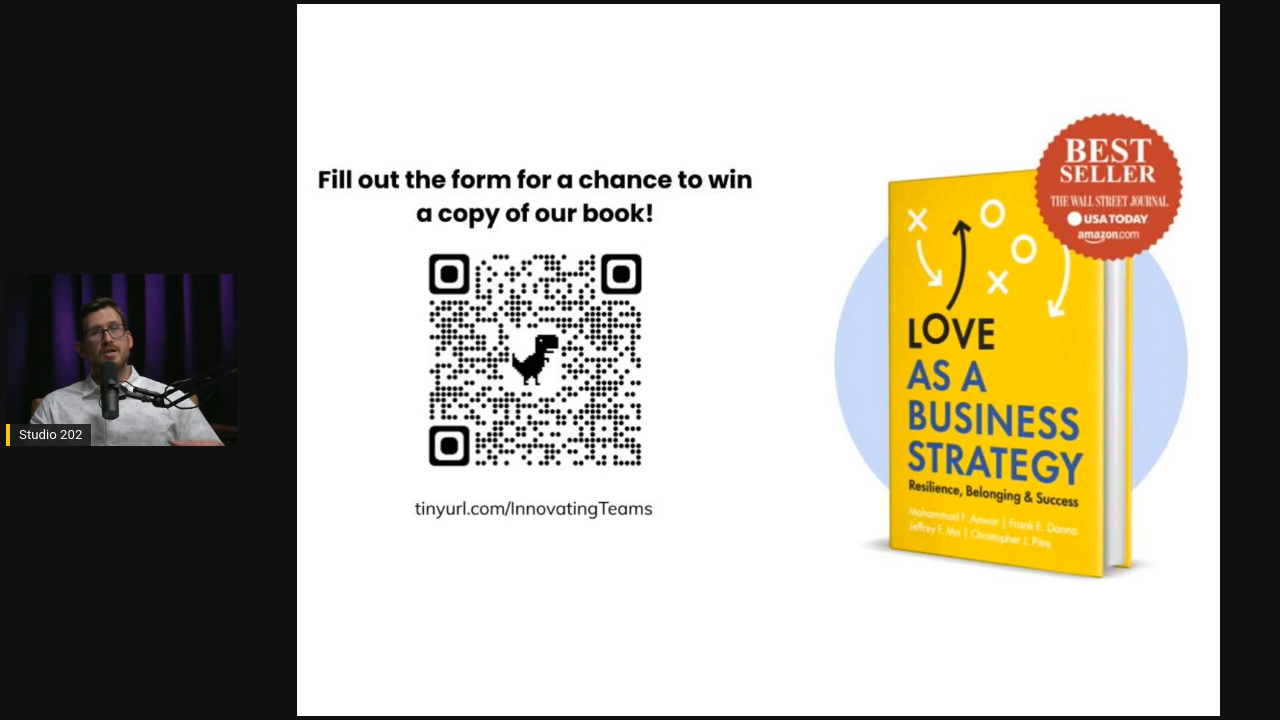 Fill out the form for a chance to win
a copy of our book!
tinyurl.com/InnovatingTeams
Studio 202
BEST
SELLER
THE WALL STREET JOURNAL.
USA TODAY
amazon.com
LOVE
AS A
BUSINESS
STRATEGY
Resilience, Belonging & Success
Mohammad F. Anwar | Frank E. Danna
Jeffrey F. Ma | Christopher J. Pitre